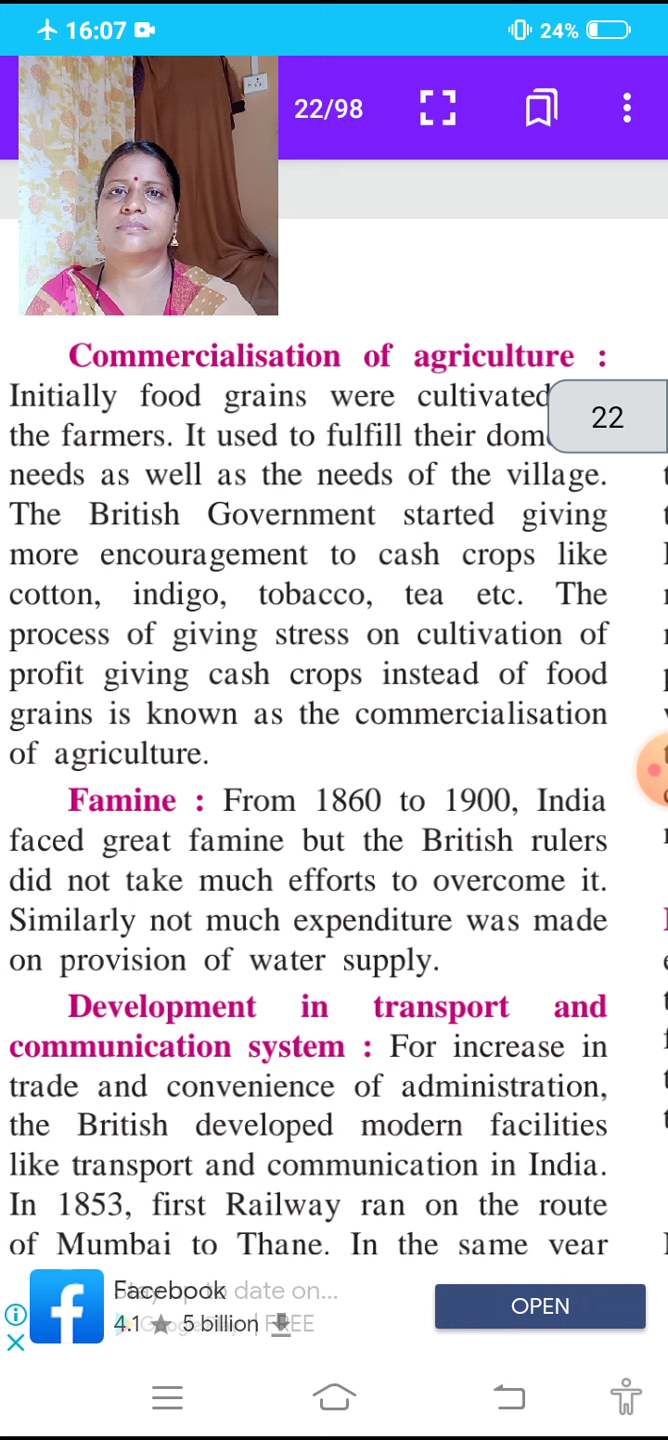 16:07
24%
22/98
Commercialisation of agriculture :
Initially food grains were cultivated
22
the farmers. It used to fulfill their
needs as well as the needs of the village.
The British Government started giving
more encouragement to cash crops like
cotton, indigo, tobacco, tea etc. The
process of giving stress on cultivation of
profit giving cash crops instead of food
grains is known as the commercialisation
of agriculture.
Famine : From 1860 to 1900, India
faced great famine but the British rulers
did not take much efforts to overcome it.
Similarly not much expenditure was made
on provision of water supply.
Development in transport and
communication system : For increase in
trade and convenience of administration,
the British developed modern facilities
like transport and communication in India.
In 1853, first Railway ran on the route
of Mumbai to Thane. In the same year
Facebook
date on...
4.1 ★ 5 billion
FREE
OPEN